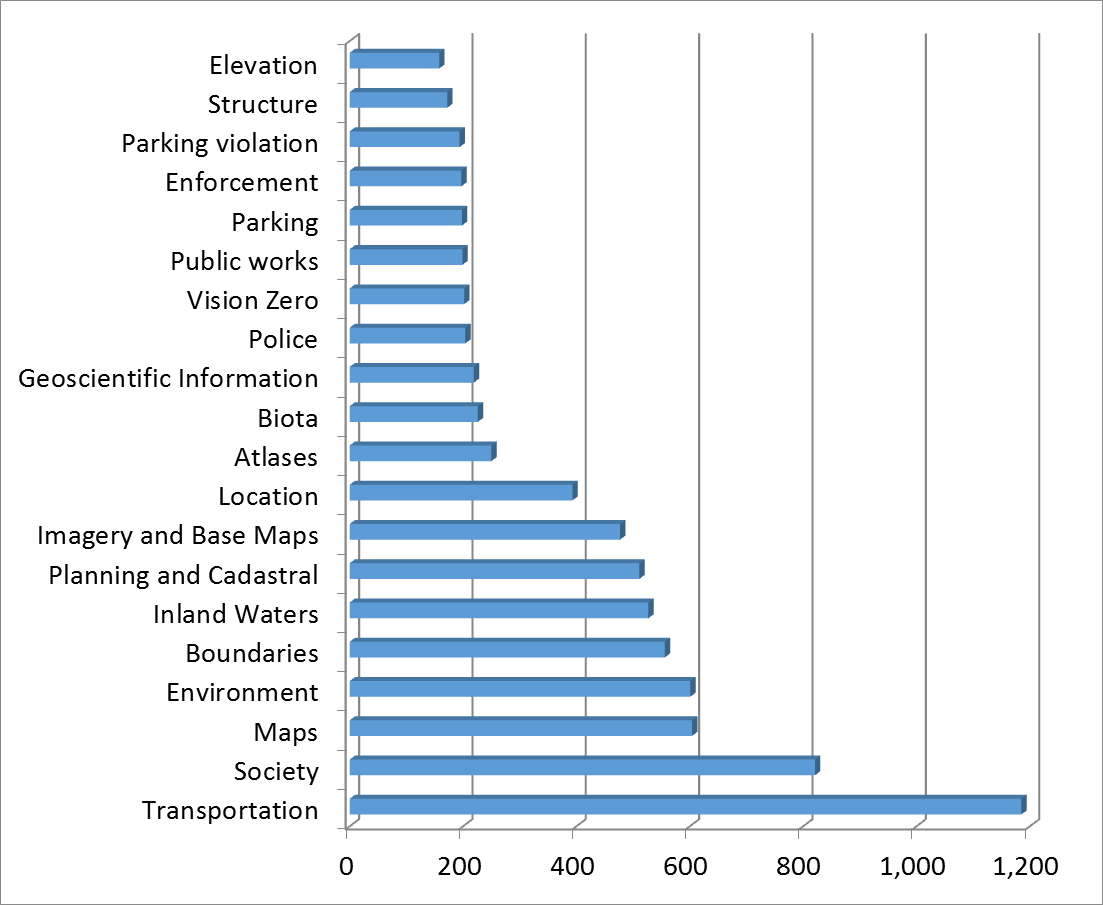 Elevation
Structure
Parking violation
Enforcement
Parking
Public works
Vision Zero
Police
Geoscientific Information
Biota
Atlases
Location
Imagery and Base Maps
Planning and Cadastral
Inland Waters
Boundaries
Environment
Maps
Society
Transportation
0 200 400 600 800 1,000 1,200